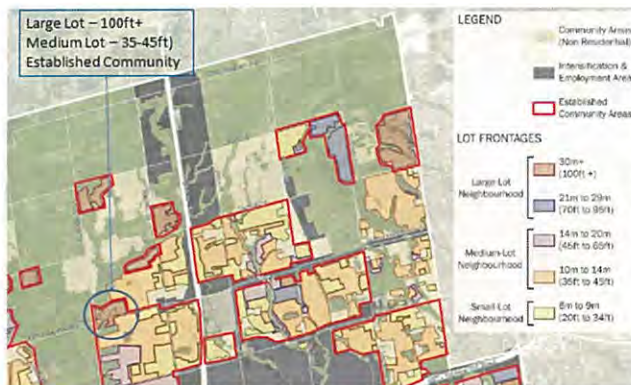 Large Lot – 100ft+
Medium Lot – 35-45ft)
Established Community
LEGEND
Community Areas
(Non Residential)
Intensification &
Employment Area
Established
Community Areas
LOT FRONTAGES
Large-Lot
Neighbourhood
30m+
(100ft +)
21m to 29m
(70ft to 95ft)
Medium-Lot
Neighbourhood
14m to 20m
(45ft to 65ft)
10m to 14m
(35ft to 45ft)
Small-Lot
Neighbourhood
6m to 9m
(20ft to 34ft)